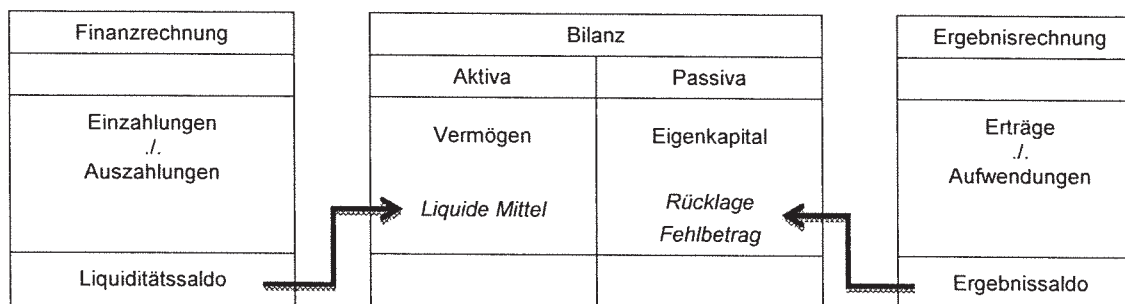 Finanzrechnung
Einzahlungen
./.
Auszahlungen
Liquiditätssaldo
Bilanz
Aktiva
Passiva
Vermögen
Eigenkapital
Liquide Mittel
Rücklage
Fehlbetrag
Ergebnisrechnung
Erträge
./.
Aufwendungen
Ergebnissaldo